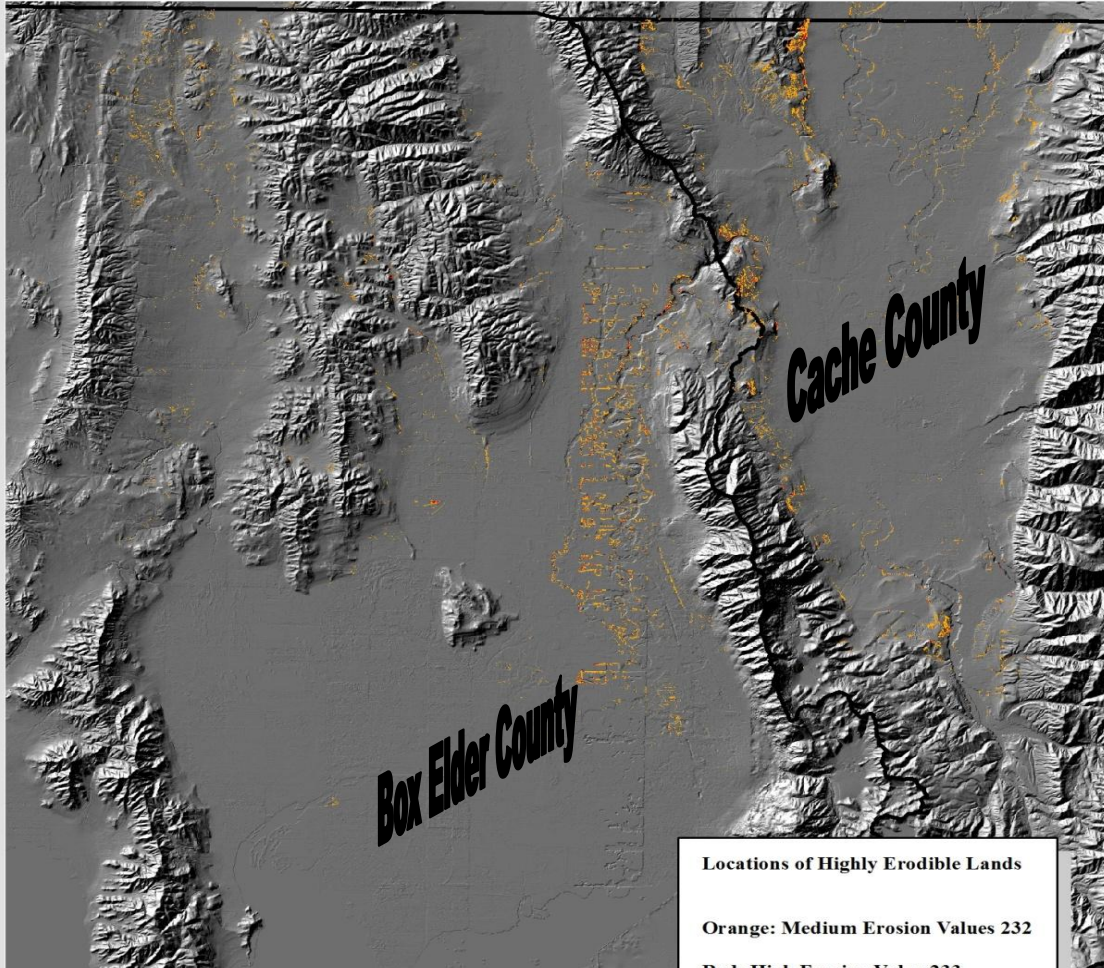 Cache County
Box Elder County
Locations of Highly Erodible Lands
Orange: Medium Erosion Values 232